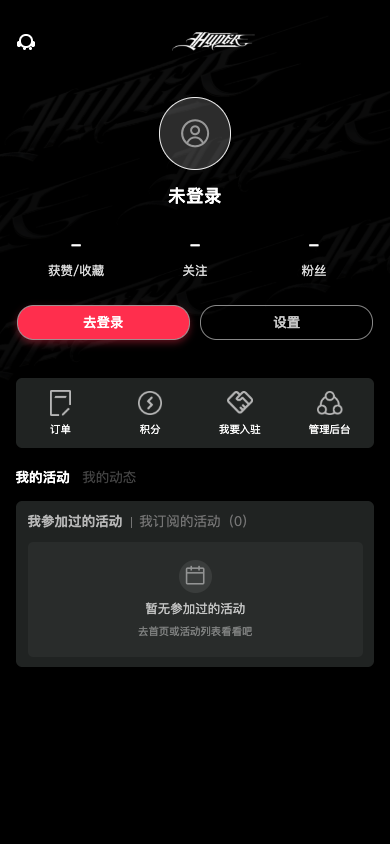 HUNTER
未登录
– – –
获赞/收藏 关注 粉丝
去登录 设置
订单 积分 我要入驻 管理后台
我的活动 我的动态
我参加过的活动 | 我订阅的活动（0）
暂无参加过的活动
去首页或活动列表看看吧